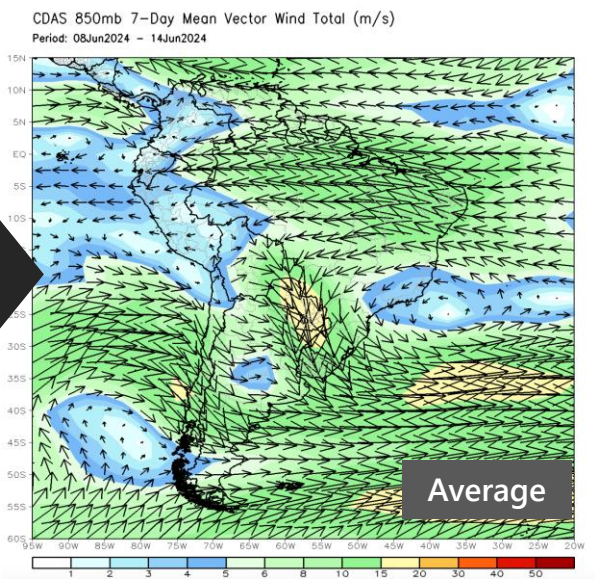 CDAS 850mb 7-Day Mean Vector Wind Total (m/s)
Period: 08Jun2024 – 14Jun2024
15N
10N
5N
EQ
5S
10S
25S
30S
35S
40S
45S
50S
55S
60S
Average
95W 90W 85W 80W 75W 70W 65W 60W 55W 50W 45W 40W 35W 30W 25W 20W
1 2 3 4 5 6 8 10 15 20 30 40 50